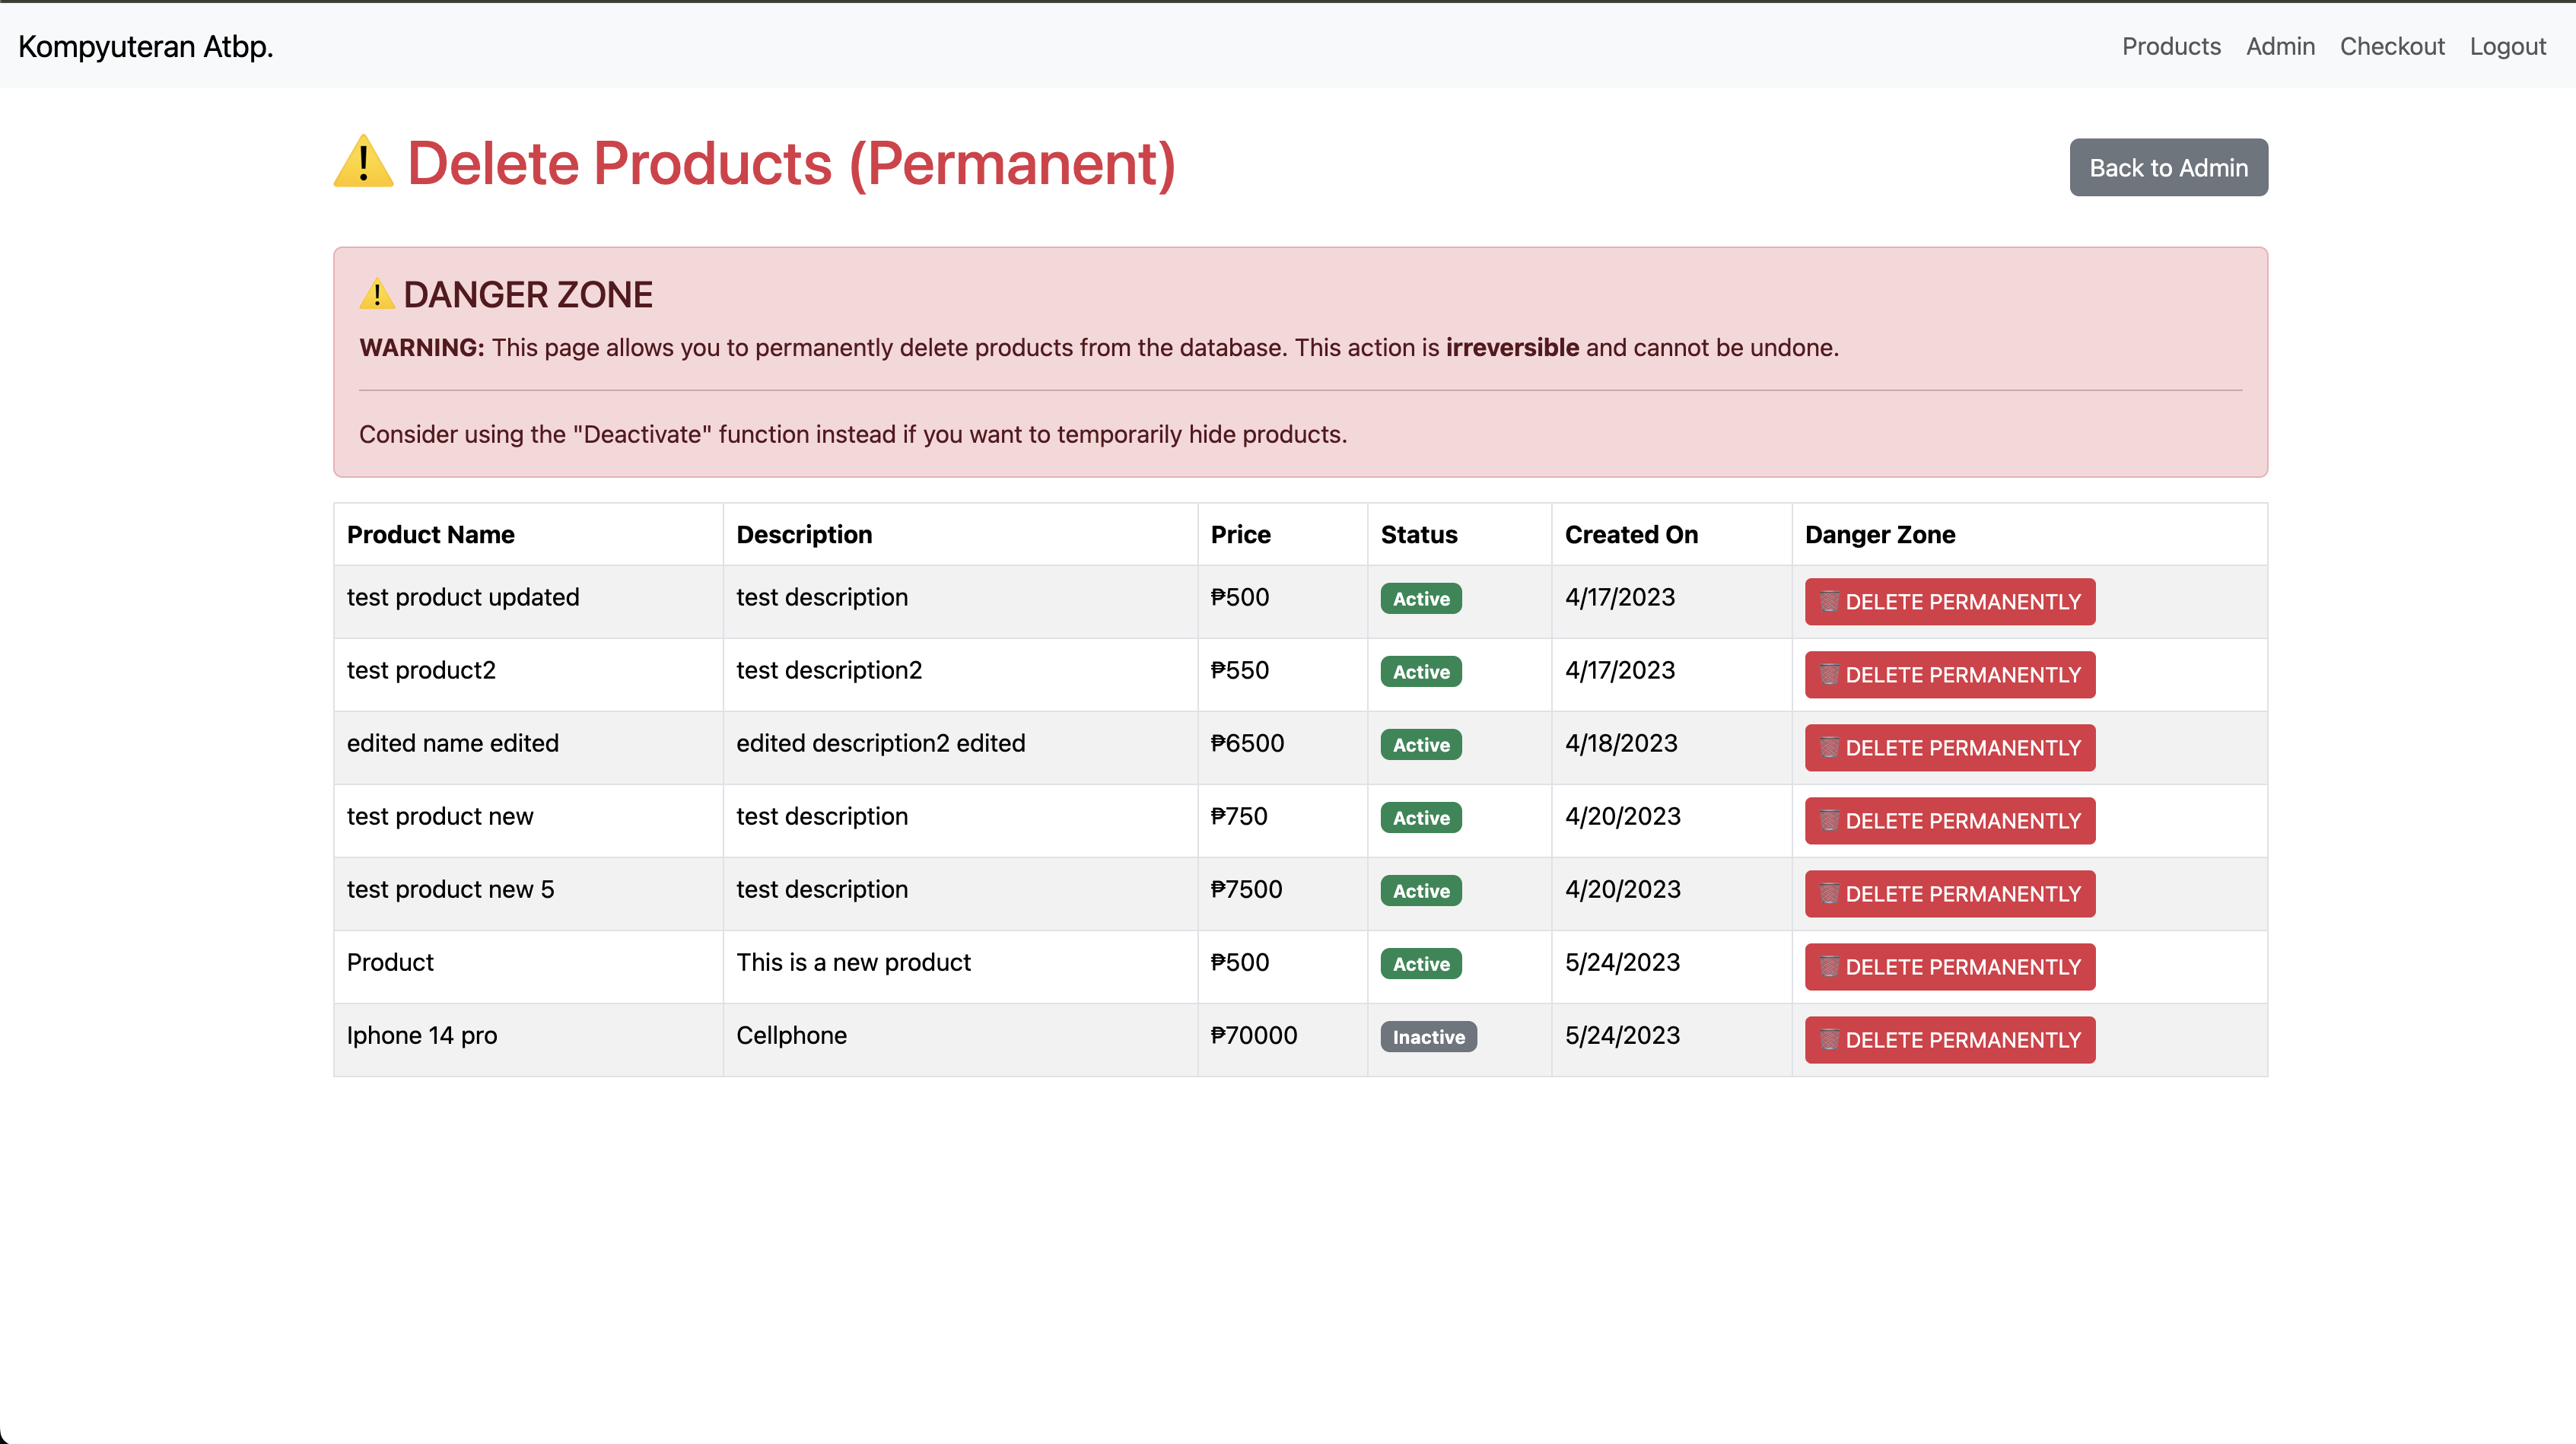 Kompyuteran Atbp.
Products Admin Checkout Logout
⚠️ Delete Products (Permanent)
Back to Admin
⚠️ DANGER ZONE
WARNING: This page allows you to permanently delete products from the database. This action is irreversible and cannot be undone.
Consider using the "Deactivate" function instead if you want to temporarily hide products.
Product Name Description Price Status Created On Danger Zone
test product updated test description ₱500 Active 4/17/2023 🗑️ DELETE PERMANENTLY
test product2 test description2 ₱550 Active 4/17/2023 🗑️ DELETE PERMANENTLY
edited name edited edited description2 edited ₱6500 Active 4/18/2023 🗑️ DELETE PERMANENTLY
test product new test description ₱750 Active 4/20/2023 🗑️ DELETE PERMANENTLY
test product new 5 test description ₱7500 Active 4/20/2023 🗑️ DELETE PERMANENTLY
Product This is a new product ₱500 Active 5/24/2023 🗑️ DELETE PERMANENTLY
Iphone 14 pro Cellphone ₱70000 Inactive 5/24/2023 🗑️ DELETE PERMANENTLY